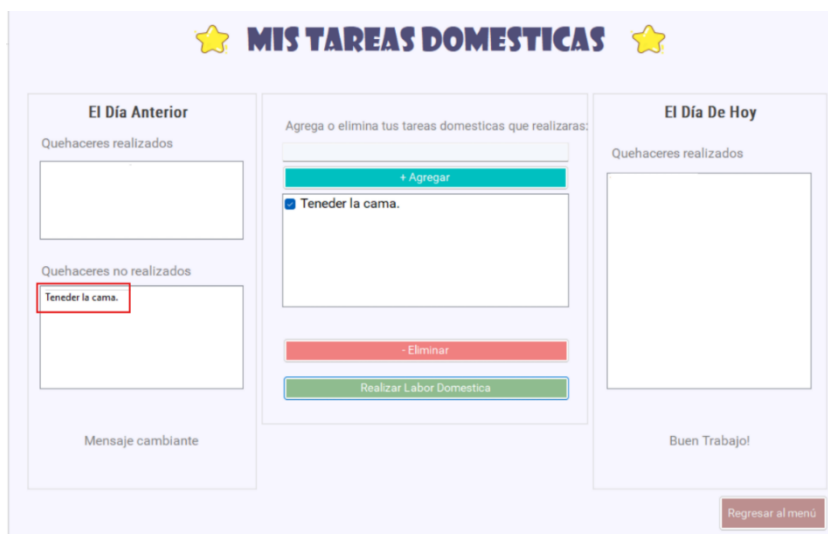 MIS TAREAS DOMESTICAS
El Día Anterior
Quehaceres realizados
Quehaceres no realizados
Teneder la cama.
Mensaje cambiante
Agrega o elimina tus tareas domesticas que realizaras:
+ Agregar
Teneder la cama.
- Eliminar
Realizar Labor Domestica
El Día De Hoy
Quehaceres realizados
Buen Trabajo!
Regresar al menú